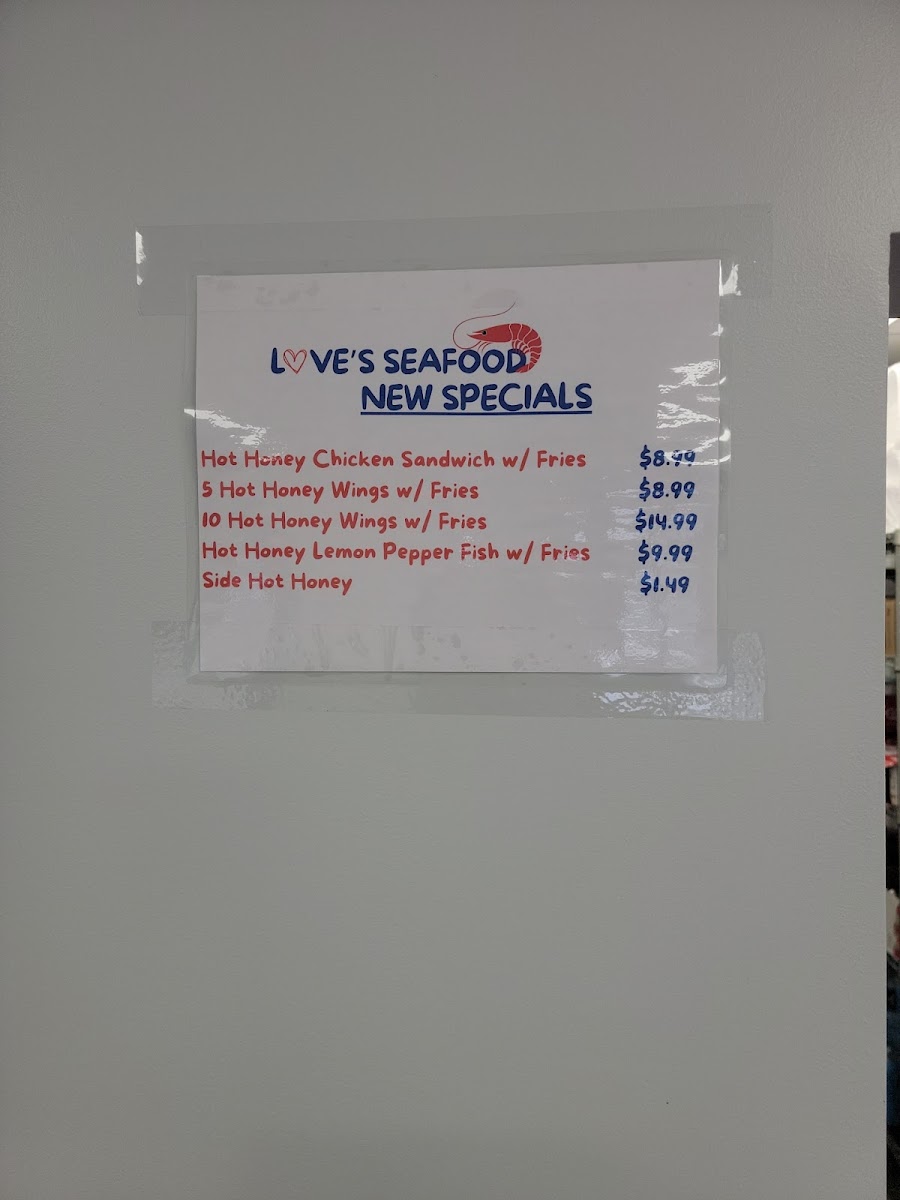 L♡VE'S SEAFOOD
NEW SPECIALS
Hot Honey Chicken Sandwich w/ Fries $8.99
5 Hot Honey Wings w/ Fries $8.99
10 Hot Honey Wings w/ Fries $14.99
Hot Honey Lemon Pepper Fish w/ Fries $9.99
Side Hot Honey $1.49